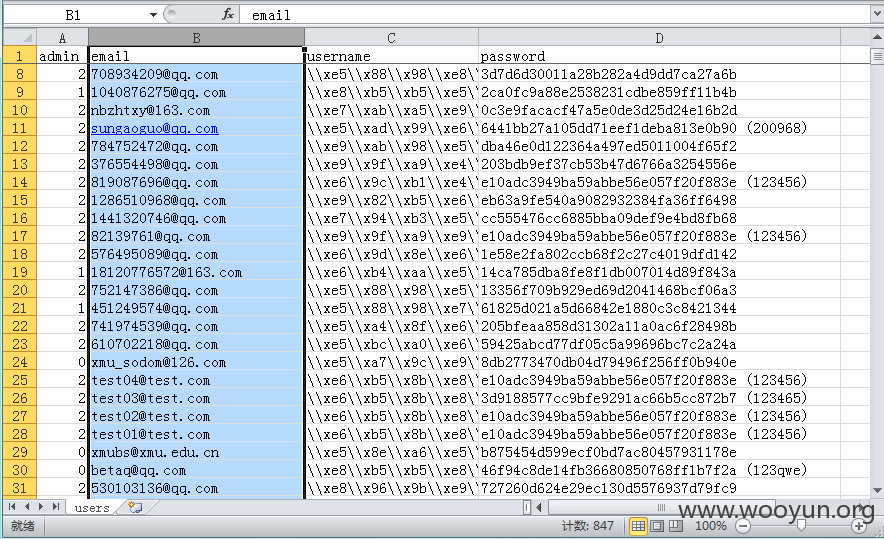 B1 fx email
A B C D
1 admin email username password
8 2 708934209@qq.com \\xe5\\x88\\x98\\xe8\ 3d7d6d30011a28b282a4d9dd7ca27a6b
9 1 1040876275@qq.com \\xe8\\xb5\\xb5\\xe5\ 2ca0fc9a88e2538231cdbe859ff11b4b
10 2 nbzhtxy@163.com \\xe7\\xab\\xa5\\xe9\ 0c3e9facacf47a5e0de3d25d24e16b2d
11 2 sungaoguo@qq.com \\xe5\\xad\\x99\\xe6\ 6441bb27a105dd71eef1deba813e0b90 (200968)
12 2 784752472@qq.com \\xe9\\xab\\x98\\xe5\ dba46e0d122364a497ed5011004f65f2
13 2 376554498@qq.com \\xe9\\x9f\\xa9\\xe4\ 203bdb9ef37cb53b47d6766a3254556e
14 2 819087696@qq.com \\xe6\\x9c\\xb1\\xe4\ e10adc3949ba59abbe56e057f20f883e (123456)
15 2 1286510968@qq.com \\xe9\\x82\\xb5\\xe6\ eb63a9fe540a9082932384fa36ff6498
16 2 1441320746@qq.com \\xe7\\x94\\xb3\\xe5\ cc555476cc6885bba09def9e4bd8fb68
17 2 82139761@qq.com \\xe9\\x9f\\xa9\\xe9\ e10adc3949ba59abbe56e057f20f883e (123456)
18 2 576495089@qq.com \\xe6\\x9d\\x8e\\xe6\ 1e58e2fa802ccb68f2c27c4019dfd142
19 1 18120776572@163.com \\xe6\\xb4\\xaa\\xe5\ 14ca785dba8fe8f1db007014d89f843a
20 2 752147386@qq.com \\xe5\\x88\\x98\\xe5\ 13356f709b929ed69d2041468bcf06a3
21 1 451249574@qq.com \\xe5\\x88\\x98\\xe7\ 61825d021a5d66842e1880c3c8421344
22 2 741974539@qq.com \\xe5\\xa4\\x8f\\xe6\ 205bfeaa858d31302a11a0ac6f28498b
23 2 610702218@qq.com \\xe5\\xbc\\xa0\\xe6\ 59425abcd77df05c5a99696bc7c2a24a
24 0 xmu_sodom@126.com \\xe5\\xa7\\x9c\\xe9\ 8db2773470db04d79496f256ff0b940e
25 2 test04@test.com \\xe6\\xb5\\x8b\\xe8\ e10adc3949ba59abbe56e057f20f883e (123456)
26 2 test03@test.com \\xe6\\xb5\\x8b\\xe8\ 3d9188577cc9bfe9291ac66b5cc872b7 (123465)
27 2 test02@test.com \\xe6\\xb5\\x8b\\xe8\ e10adc3949ba59abbe56e057f20f883e (123456)
28 2 test01@test.com \\xe6\\xb5\\x8b\\xe8\ e10adc3949ba59abbe56e057f20f883e (123456)
29 0 xmubs@xmu.edu.cn \\xe5\\x8e\\xa6\\xe5\ b875454d599ecf0bd7ac80457931178e
30 0 betaq@qq.com \\xe8\\xb5\\xb5\\xe6\ 46f94c8de14fb36680850768ff1b7f2a (123qwe)
31 2 530103136@qq.com \\xe8\\x96\\x9b\\xe9\ 727260d624e29ec130d5576937d79fc9
users
www.wooyun.org
就绪 计数: 847 100%